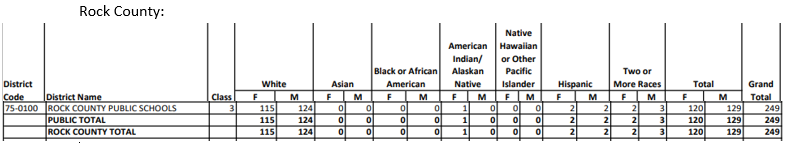 Rock County:
Native
American Hawaiian
Indian/ or Other
Black or African Alaskan Pacific Two or
District White Asian American Native Islander Hispanic More Races Total Grand
Code District Name Class F M F M F M F M F M F M F M F M Total
75-0100 ROCK COUNTY PUBLIC SCHOOLS 3 115 124 0 0 0 0 1 0 0 0 2 2 2 3 120 129 249
PUBLIC TOTAL 115 124 0 0 0 0 1 0 0 0 2 2 2 3 120 129 249
ROCK COUNTY TOTAL 115 124 0 0 0 0 1 0 0 0 2 2 2 3 120 129 249